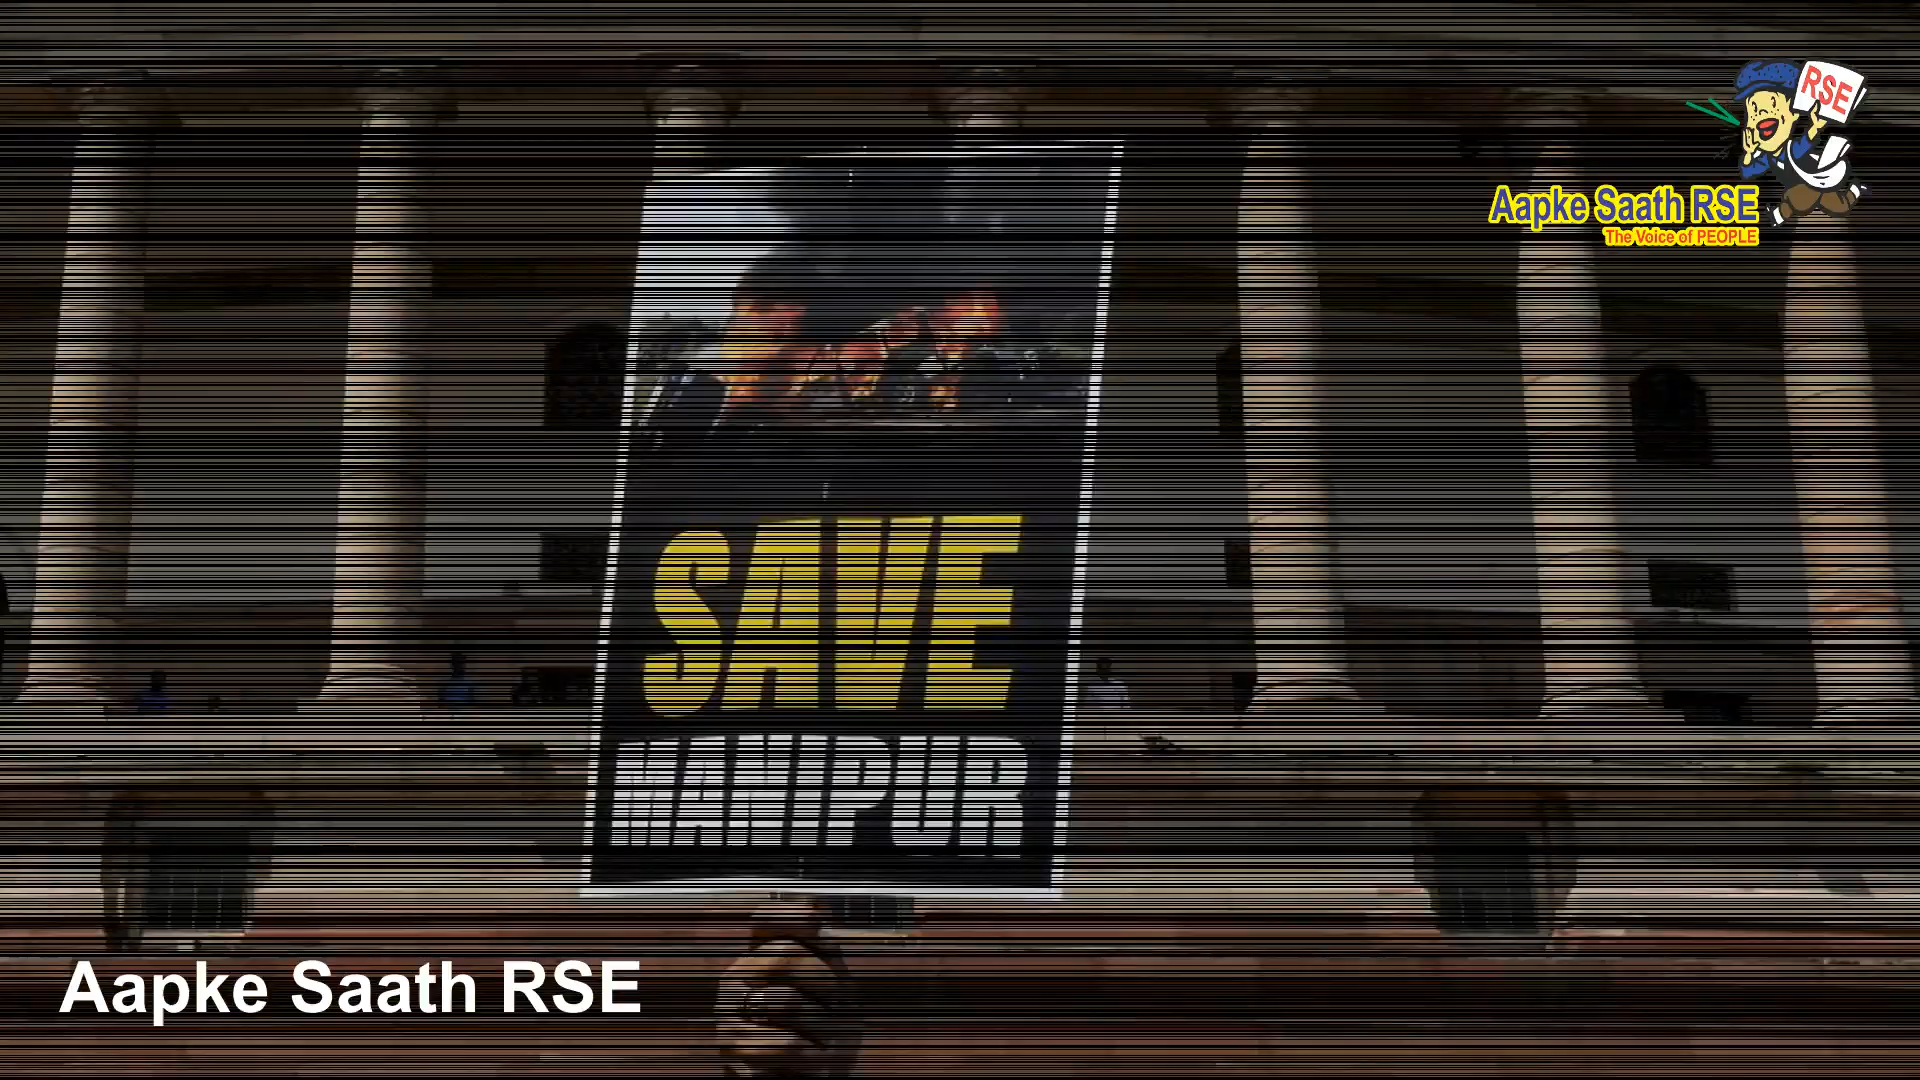 RSE
Aapke Saath RSE
The Voice of PEOPLE
SAVE
MANIPUR
Aapke Saath RSE